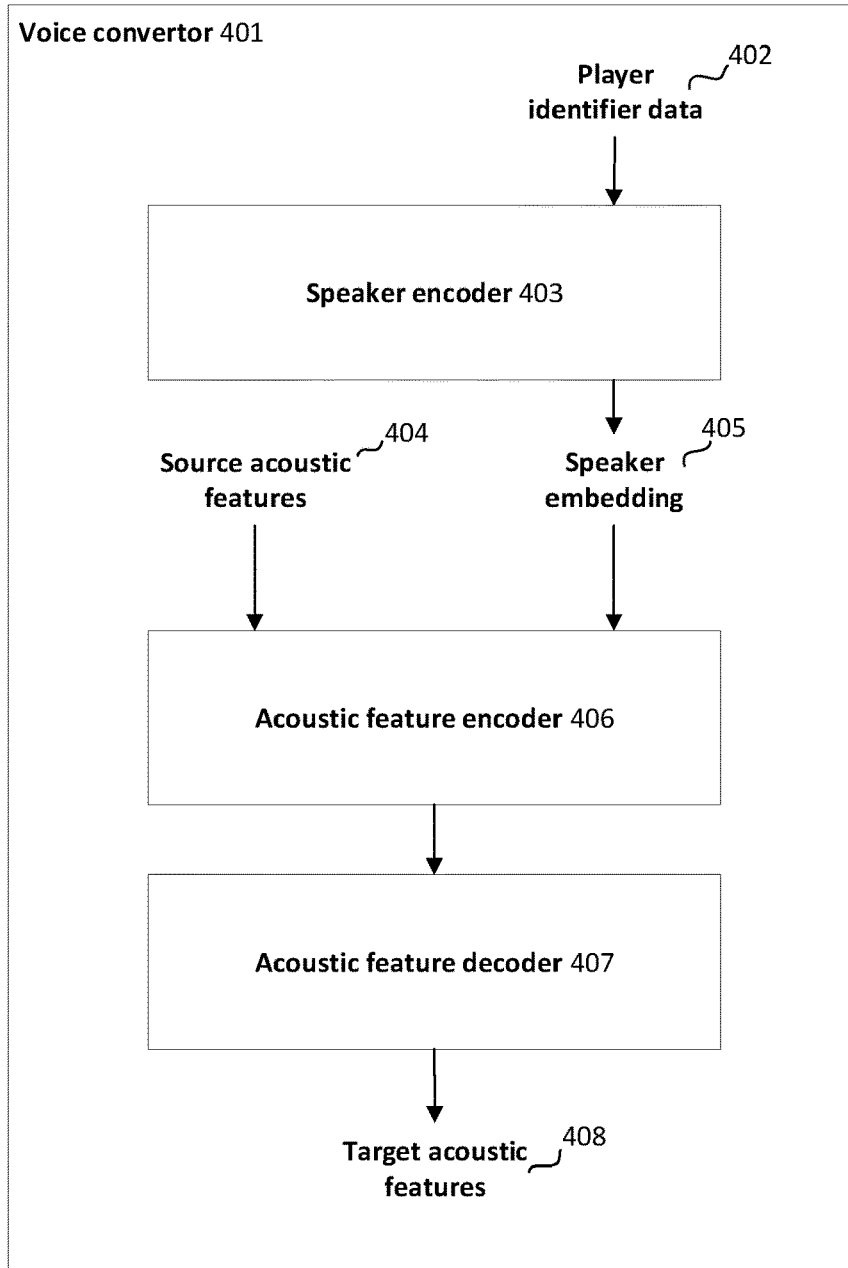 Voice convertor 401
402
Player
identifier data
Speaker encoder 403
404
Source acoustic
features
405
Speaker
embedding
Acoustic feature encoder 406
Acoustic feature decoder 407
408
Target acoustic
features